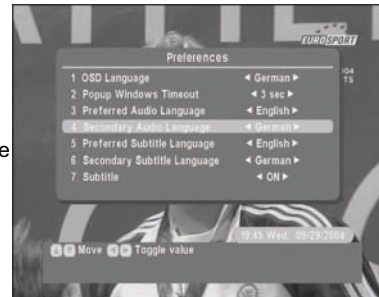 EUROSPORT
Preferences
104
TS
1 OSD Language ◄ German ►
2 Popup Windows Timeout ◄ 3 sec ►
3 Preferred Audio Language ◄ English ►
4 Secondary Audio Language ◄ German ►
5 Preferred Subtitle Language ◄ English ►
6 Secondary Subtitle Language ◄ German ►
7 Subtitle ◄ ON ►
e
19:45 Wed. 09/29/2004
▲ ▼ Move ◄ ► Toggle value